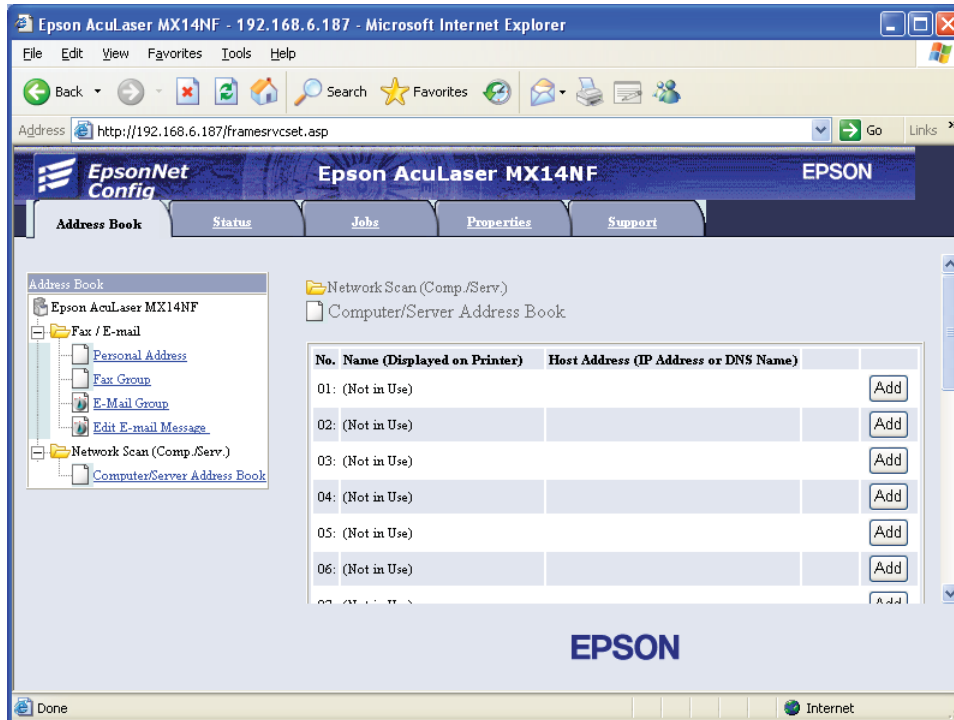 Epson AcuLaser MX14NF - 192.168.6.187 - Microsoft Internet Explorer
File Edit View Favorites Tools Help
Back Search Favorites
Address http://192.168.6.187/framesrvcset.asp Go Links »
EpsonNet Config Epson AcuLaser MX14NF EPSON
Address Book Status Jobs Properties Support
Address Book
Epson AcuLaser MX14NF
Fax / E-mail
Personal Address
Fax Group
E-Mail Group
Edit E-mail Message
Network Scan (Comp./Serv.)
Computer/Server Address Book
Network Scan (Comp./Serv.)
Computer/Server Address Book
No. Name (Displayed on Printer) Host Address (IP Address or DNS Name)
01: (Not in Use) Add
02: (Not in Use) Add
03: (Not in Use) Add
04: (Not in Use) Add
05: (Not in Use) Add
06: (Not in Use) Add
EPSON
Done Internet